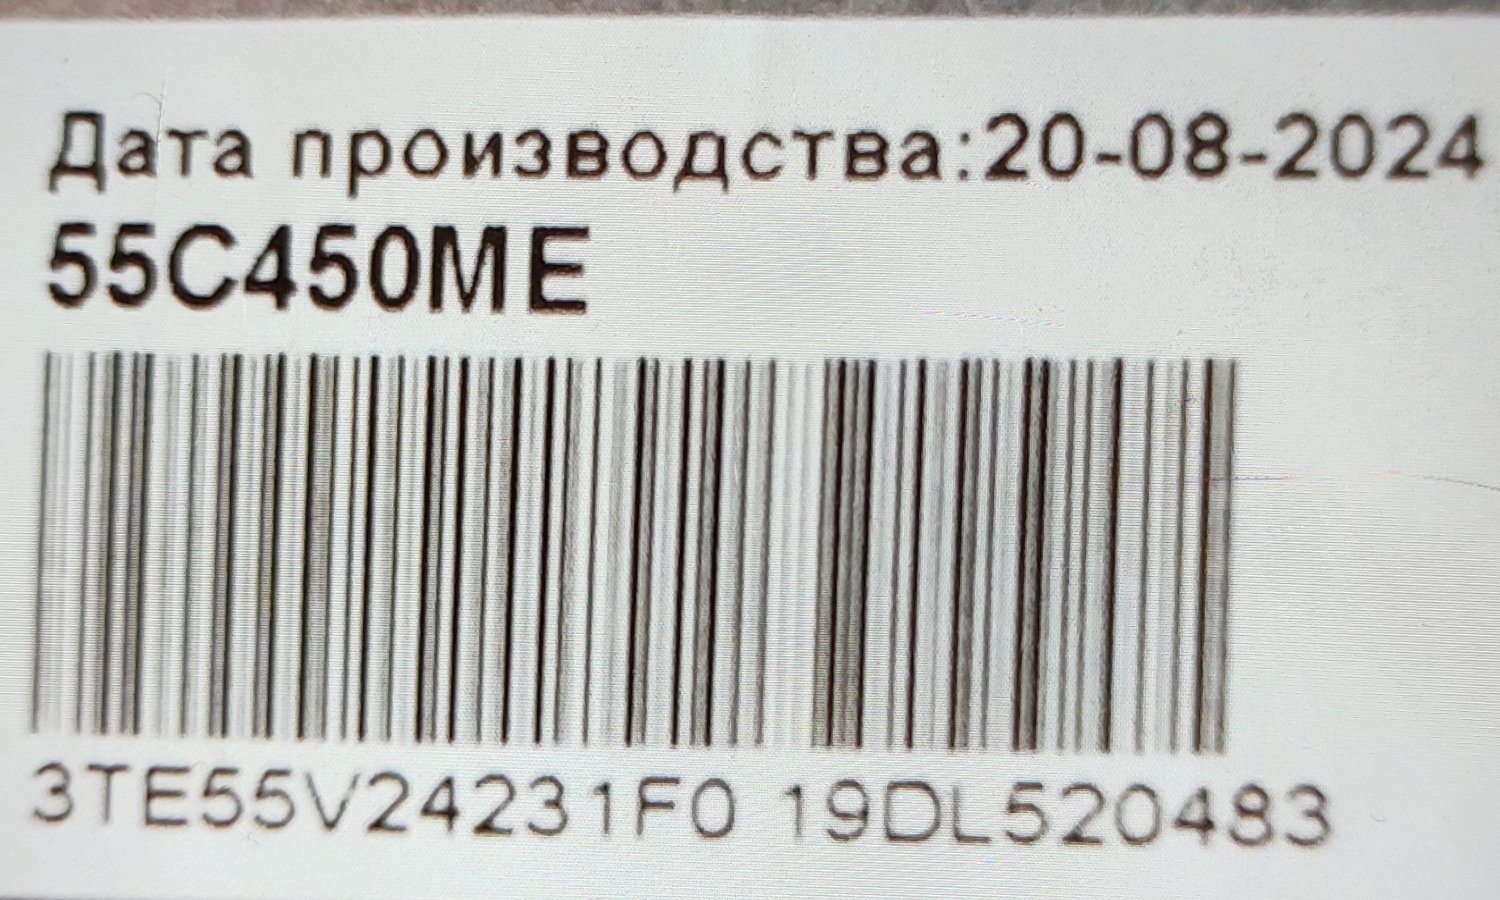 Дата производства:20-08-2024
55C450ME
3TE55V24231F0 19DL520483